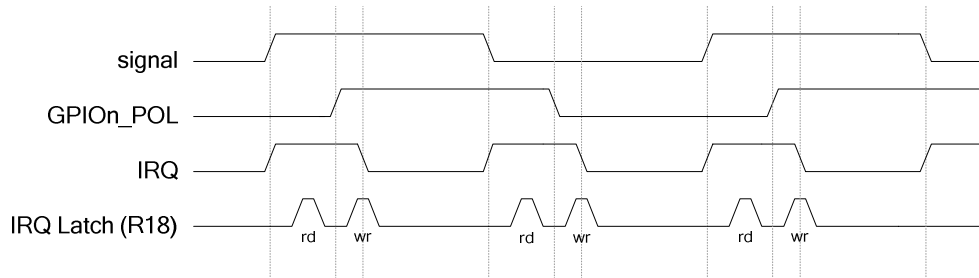 signal
GPIOn_POL
IRQ
IRQ Latch (R18)
rd wr rd wr rd wr